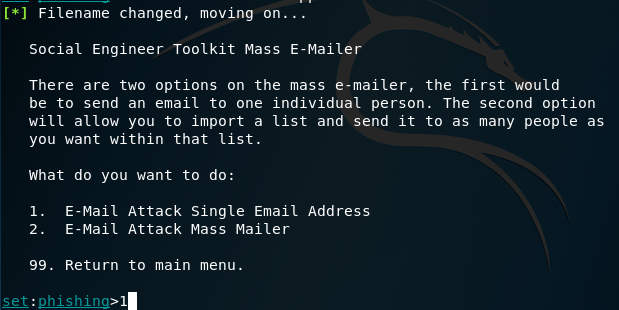 [*] Filename changed, moving on...
Social Engineer Toolkit Mass E-Mailer
There are two options on the mass e-mailer, the first would
be to send an email to one individual person. The second option
will allow you to import a list and send it to as many people as
you want within that list.
What do you want to do:
1.  E-Mail Attack Single Email Address
2.  E-Mail Attack Mass Mailer
99. Return to main menu.
set:phishing>1